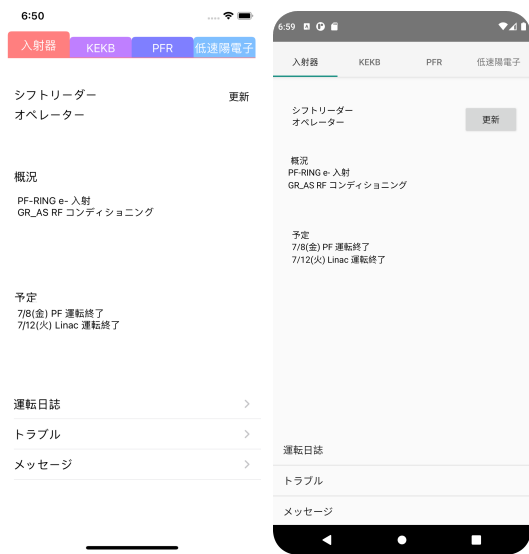 6:50
入射器 KEKB PFR 低速陽電子
シフトリーダー 更新
オペレーター
概況
PF-RING e- 入射
GR_AS RF コンディショニング
予定
7/8(金) PF 運転終了
7/12(火) Linac 運転終了
運転日誌
トラブル
メッセージ
6:59
入射器 KEKB PFR 低速陽電子
シフトリーダー
オペレーター
更新
概況
PF-RING e- 入射
GR_AS RF コンディショニング
予定
7/8(金) PF 運転終了
7/12(火) Linac 運転終了
運転日誌
トラブル
メッセージ